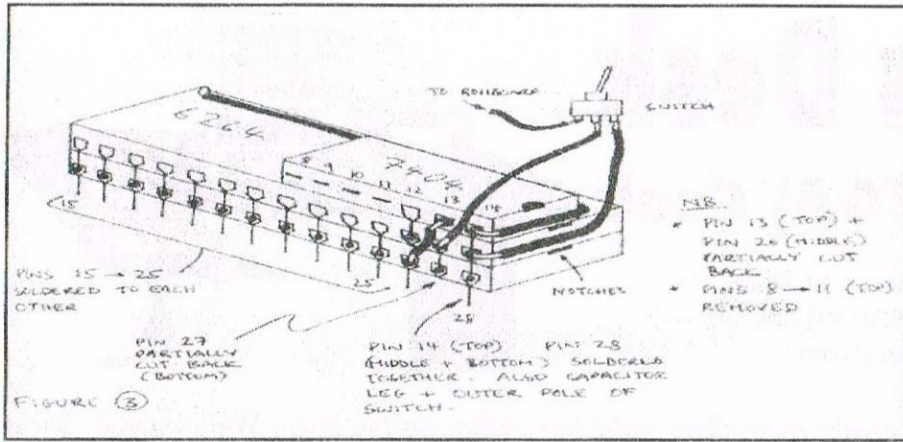 TO ROMBOARD
SWITCH
6264
7404
8 9 10 11 12 13 14
15
25
28
NOTCHES
NB.
* PIN 13 (TOP) +
PIN 26 (MIDDLE)
PARTIALLY CUT
BACK
* PINS 8 → 11 (TOP)
REMOVED
PINS 15 → 25
SOLDERED TO EACH
OTHER
PIN 27
PARTIALLY
CUT BACK
(BOTTOM)
PIN 14 (TOP) PIN 28
(MIDDLE + BOTTOM) SOLDERED
TOGETHER. ALSO CAPACITOR
LEG + OUTER POLE OF
SWITCH.
FIGURE 3